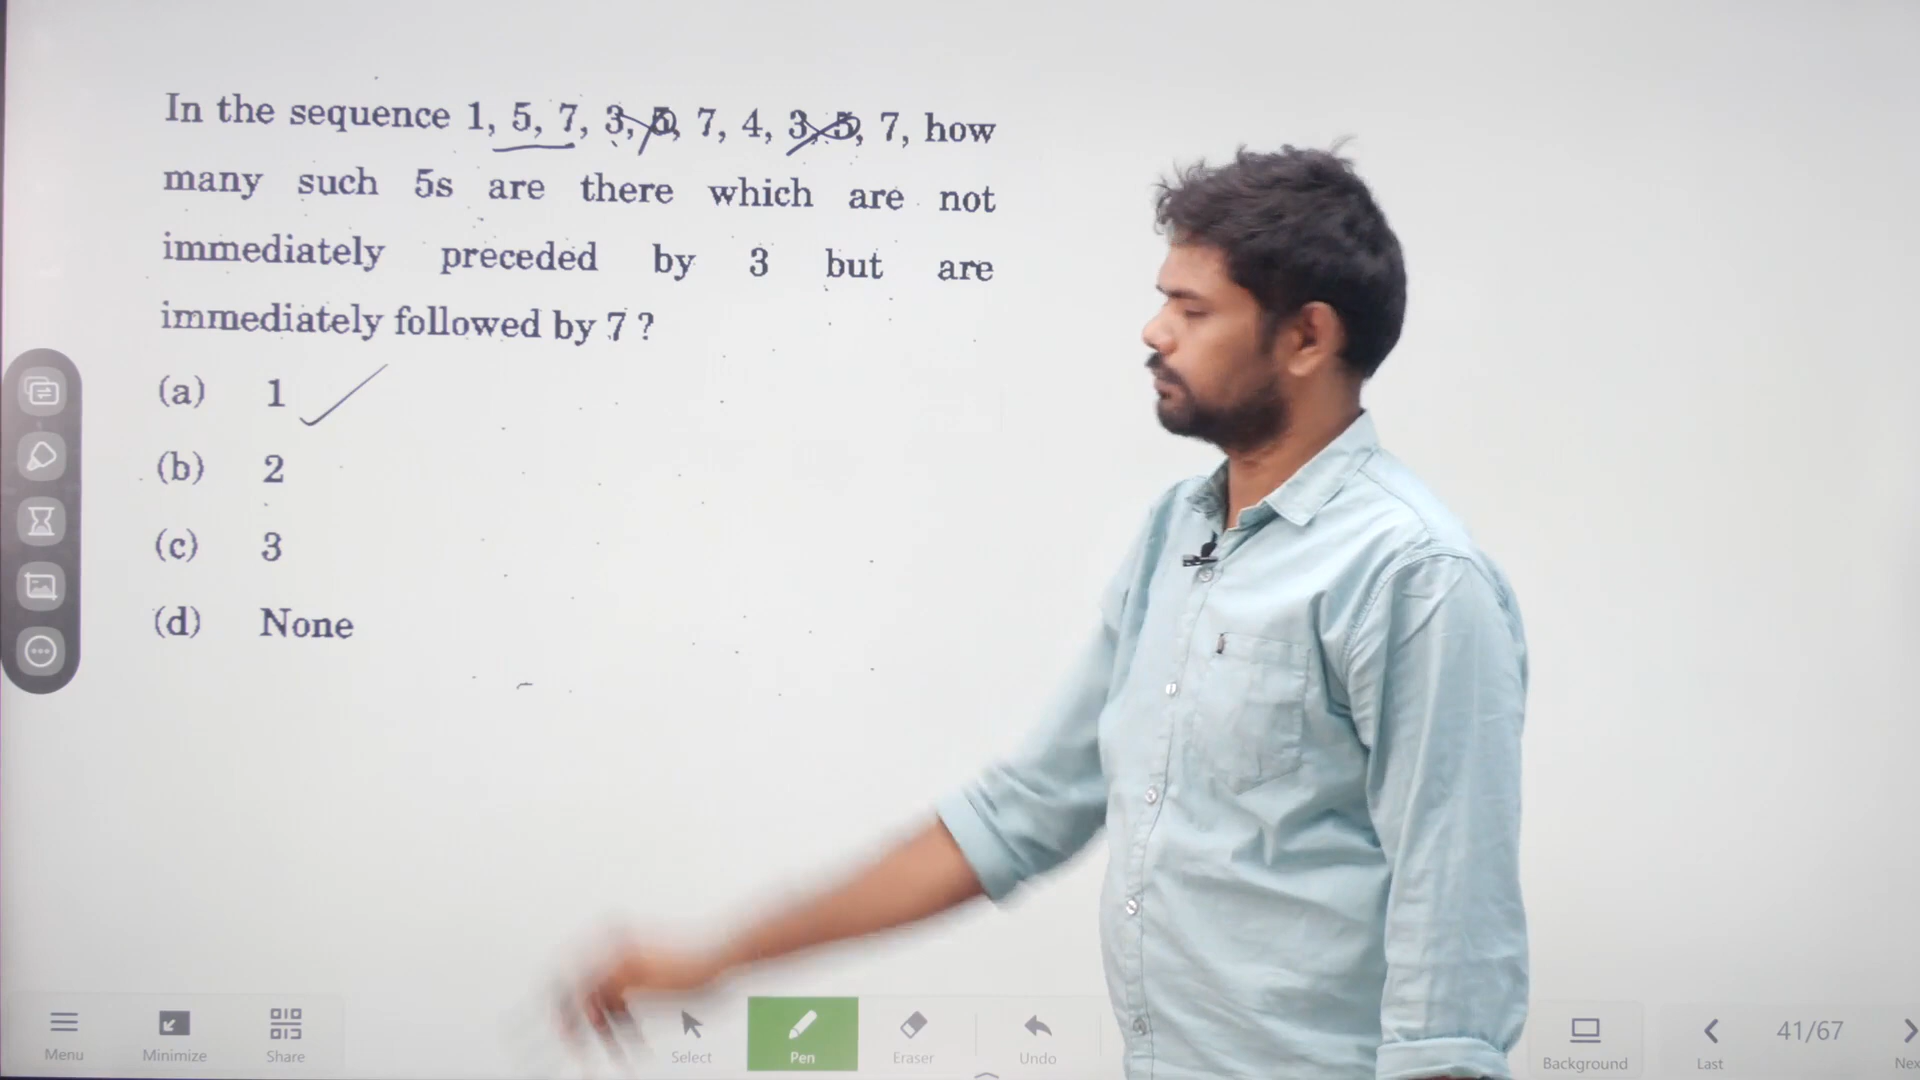 In the sequence 1, 5, 7, 3, 5, 7, 4, 3, 5, 7, how
many such 5s are there which are not
immediately preceded by 3 but are
immediately followed by 7 ?
(a) 1
(b) 2
(c) 3
(d) None
Menu Minimize Share Select Pen Eraser Undo Background Last 41/67 Nex